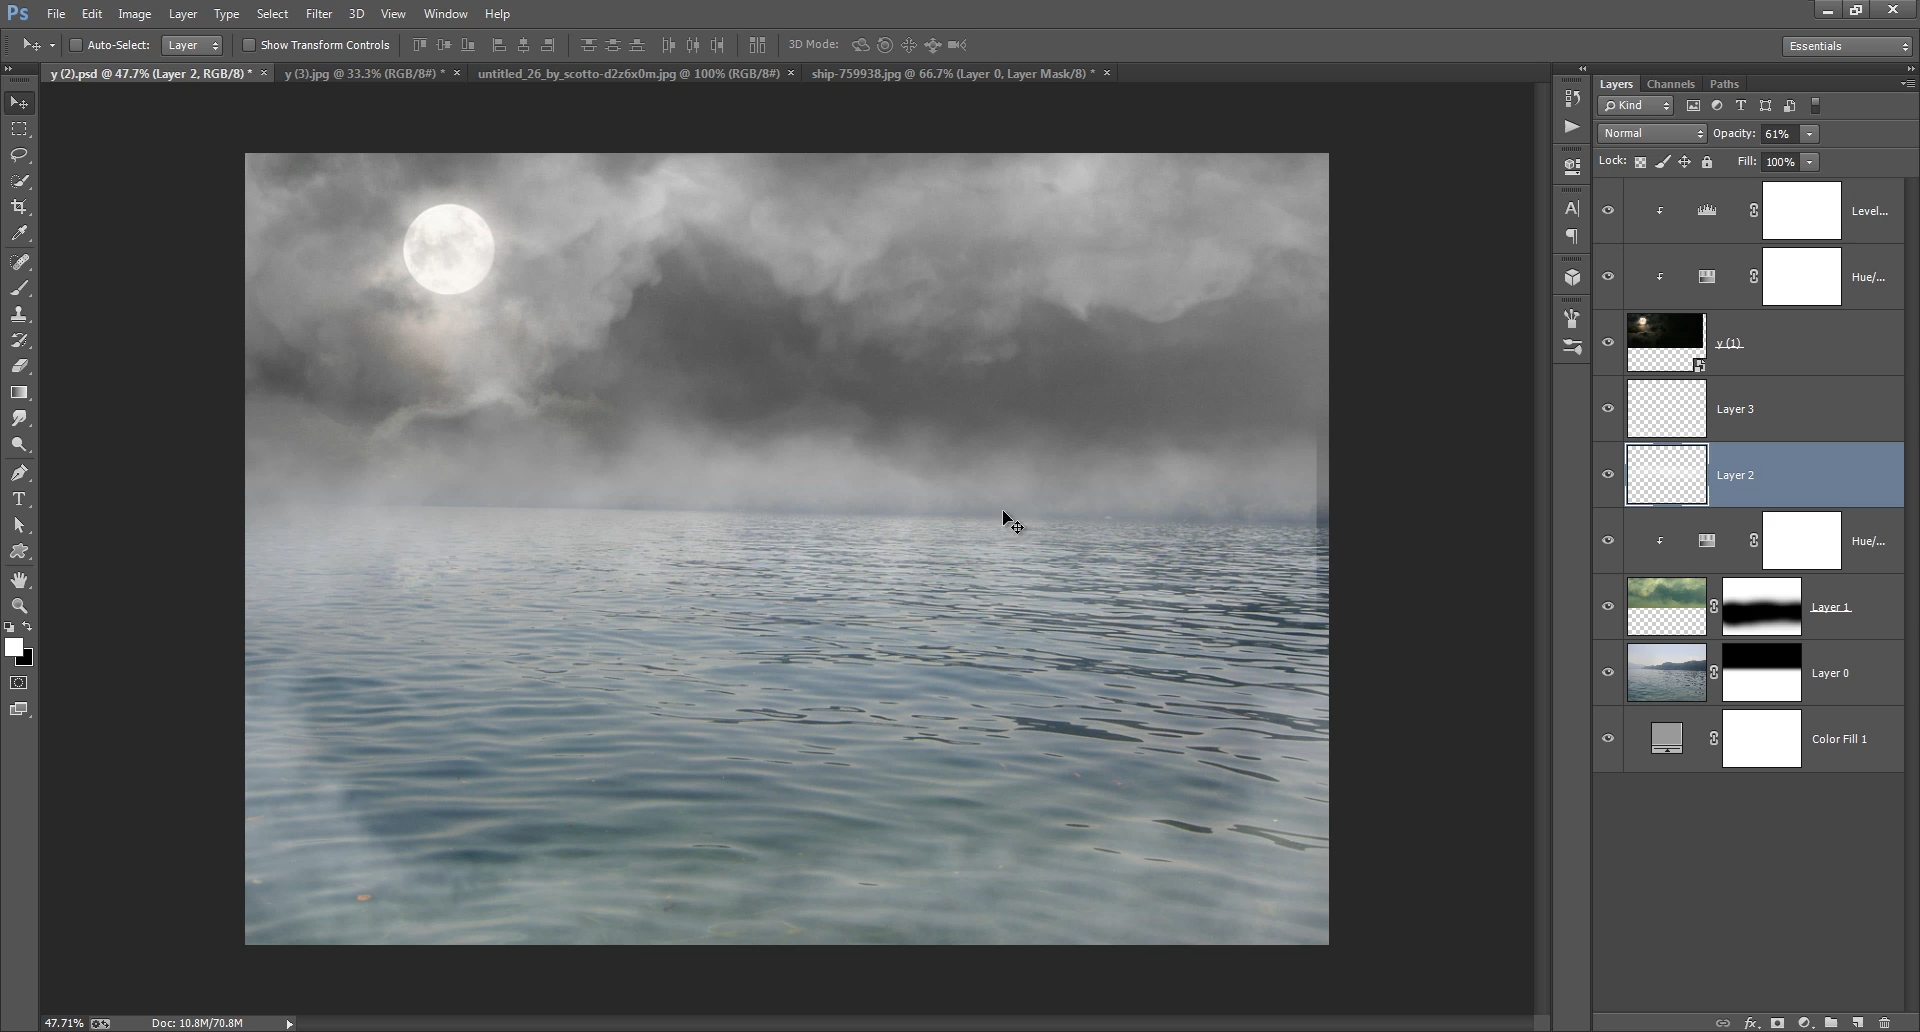 Ps File Edit Image Layer Type Select Filter 3D View Window Help
Auto-Select: Layer Show Transform Controls 3D Mode: Essentials
y (2).psd @ 47.7% (Layer 2, RGB/8) * × y (3).jpg @ 33.3% (RGB/8#) * × untitled_26_by_scotto-d2z6x0m.jpg @ 100% (RGB/8#) × ship-759938.jpg @ 66.7% (Layer 0, Layer Mask/8) * ×
Layers Channels Paths
Kind
Normal Opacity: 61%
Lock: Fill: 100%
Level...
Hue/...
y (1)
Layer 3
Layer 2
Hue/...
Layer 1
Layer 0
Color Fill 1
47.71% Doc: 10.8M/70.8M